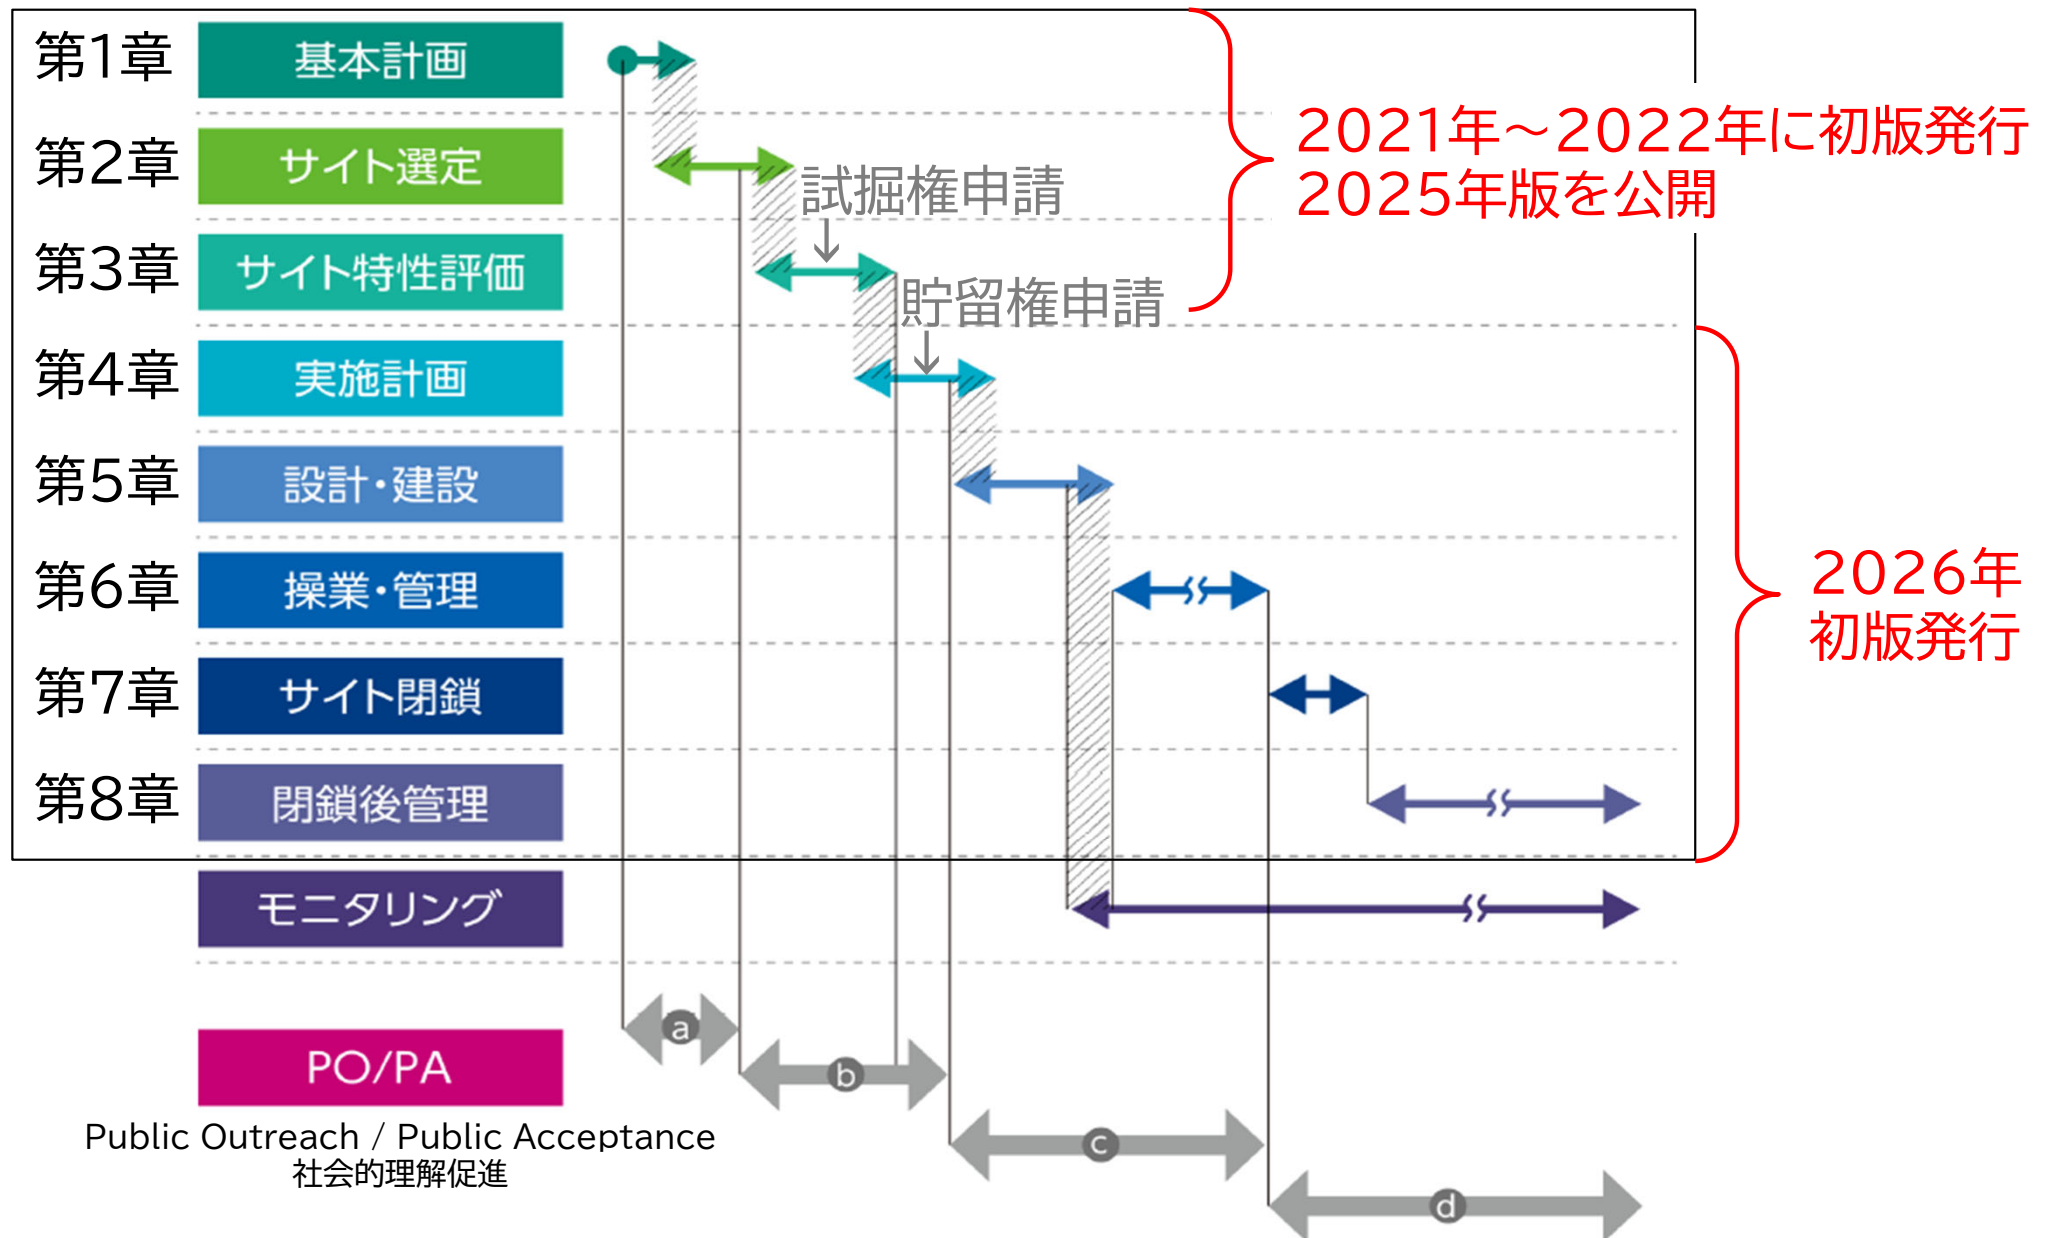 第1章 基本計画
2021年～2022年に初版発行
第2章 サイト選定
試掘権申請
2025年版を公開
第3章 サイト特性評価
貯留権申請
第4章 実施計画
第5章 設計・建設
第6章 操業・管理
2026年
初版発行
第7章 サイト閉鎖
第8章 閉鎖後管理
モニタリング
a
PO/PA
b
Public Outreach / Public Acceptance
c
社会的理解促進
d